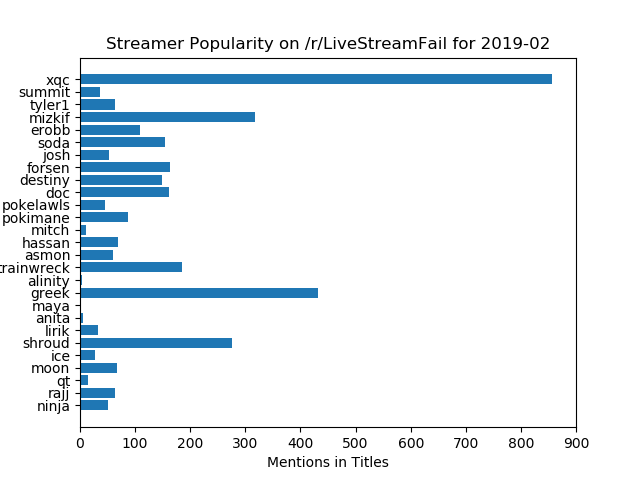 Streamer Popularity on /r/LiveStreamFail for 2019-02
xqc
summit
tyler1
mizkif
erobb
soda
josh
forsen
destiny
doc
pokelawls
pokimane
mitch
hassan
asmon
trainwreck
alinity
greek
maya
anita
lirik
shroud
ice
moon
qt
rajj
ninja
0 100 200 300 400 500 600 700 800 900
Mentions in Titles